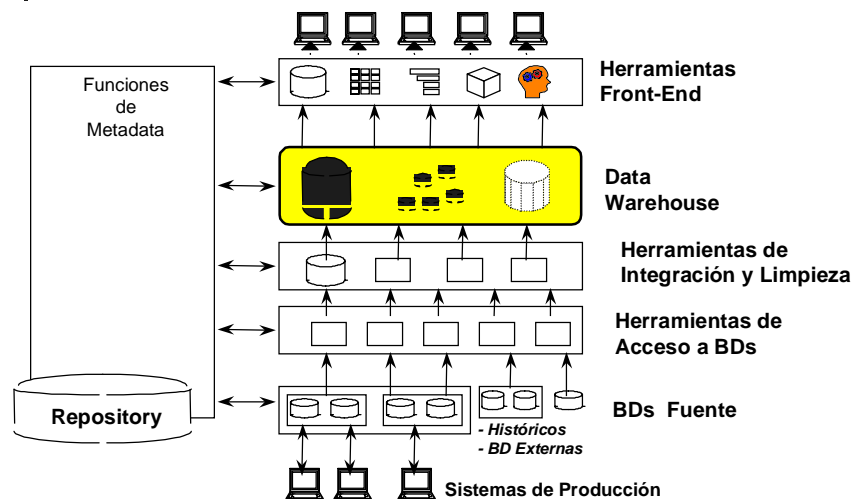 Funciones
de
Metadata
Herramientas
Front-End
Data
Warehouse
Herramientas de
Integración y Limpieza
Herramientas de
Acceso a BDs
Repository
BDs Fuente
- Históricos
- BD Externas
Sistemas de Producción